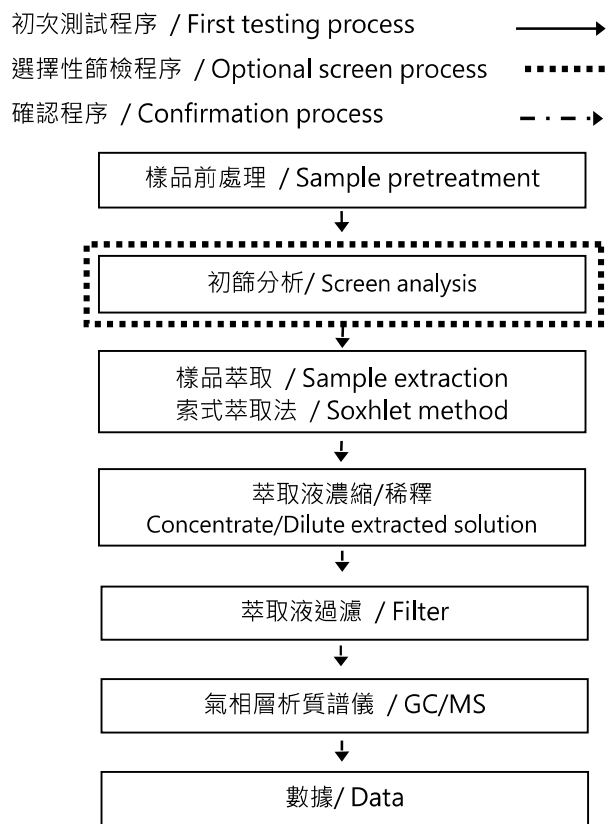 初次測試程序 / First testing process
選擇性篩檢程序 / Optional screen process
確認程序 / Confirmation process
樣品前處理 / Sample pretreatment
初篩分析/ Screen analysis
樣品萃取 / Sample extraction
索式萃取法 / Soxhlet method
萃取液濃縮/稀釋
Concentrate/Dilute extracted solution
萃取液過濾 / Filter
氣相層析質譜儀 / GC/MS
數據/ Data